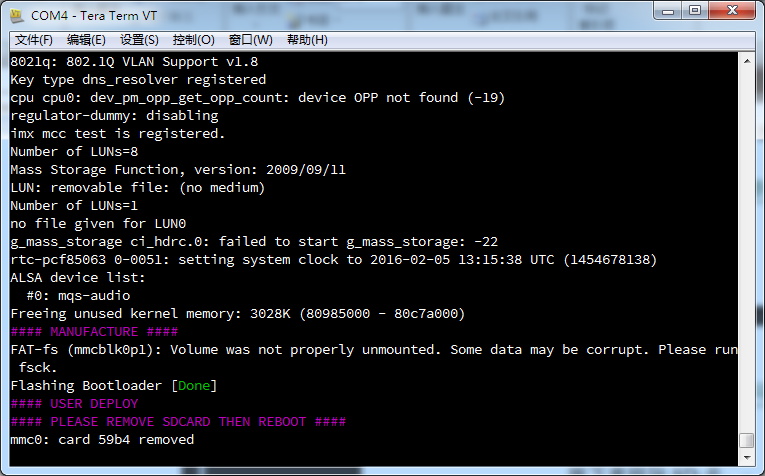 COM4 - Tera Term VT
文件(F) 编辑(E) 设置(S) 控制(O) 窗口(W) 帮助(H)
8021q: 802.1Q VLAN Support v1.8
Key type dns_resolver registered
cpu cpu0: dev_pm_opp_get_opp_count: device OPP not found (-19)
regulator-dummy: disabling
imx mcc test is registered.
Number of LUNs=8
Mass Storage Function, version: 2009/09/11
LUN: removable file: (no medium)
Number of LUNs=1
no file given for LUN0
g_mass_storage ci_hdrc.0: failed to start g_mass_storage: -22
rtc-pcf85063 0-0051: setting system clock to 2016-02-05 13:15:38 UTC (1454678138)
ALSA device list:
  #0: mqs-audio
Freeing unused kernel memory: 3028K (80985000 - 80c7a000)
#### MANUFACTURE ####
FAT-fs (mmcblk0p1): Volume was not properly unmounted. Some data may be corrupt. Please run
 fsck.
Flashing Bootloader [Done]
#### USER DEPLOY
#### PLEASE REMOVE SDCARD THEN REBOOT ####
mmc0: card 59b4 removed